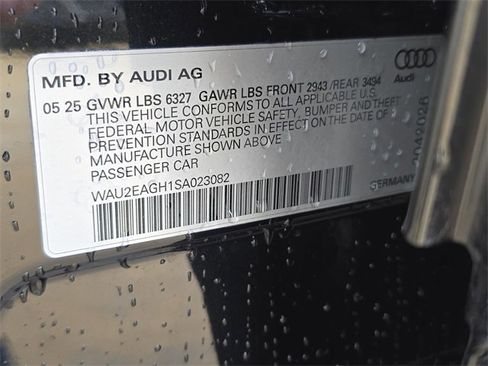 MFD. BY AUDI AG
Audi
05 25 GVWR LBS 6327 GAWR LBS FRONT 2943 /REAR 3494
THIS VEHICLE CONFORMS TO ALL APPLICABLE U.S.
FEDERAL MOTOR VEHICLE SAFETY, BUMPER AND THEFT
PREVENTION STANDARDS IN EFFECT ON THE DATE OF
MANUFACTURE SHOWN ABOVE
PASSENGER CAR
WAU2EAGH1SA023082
GERMANY